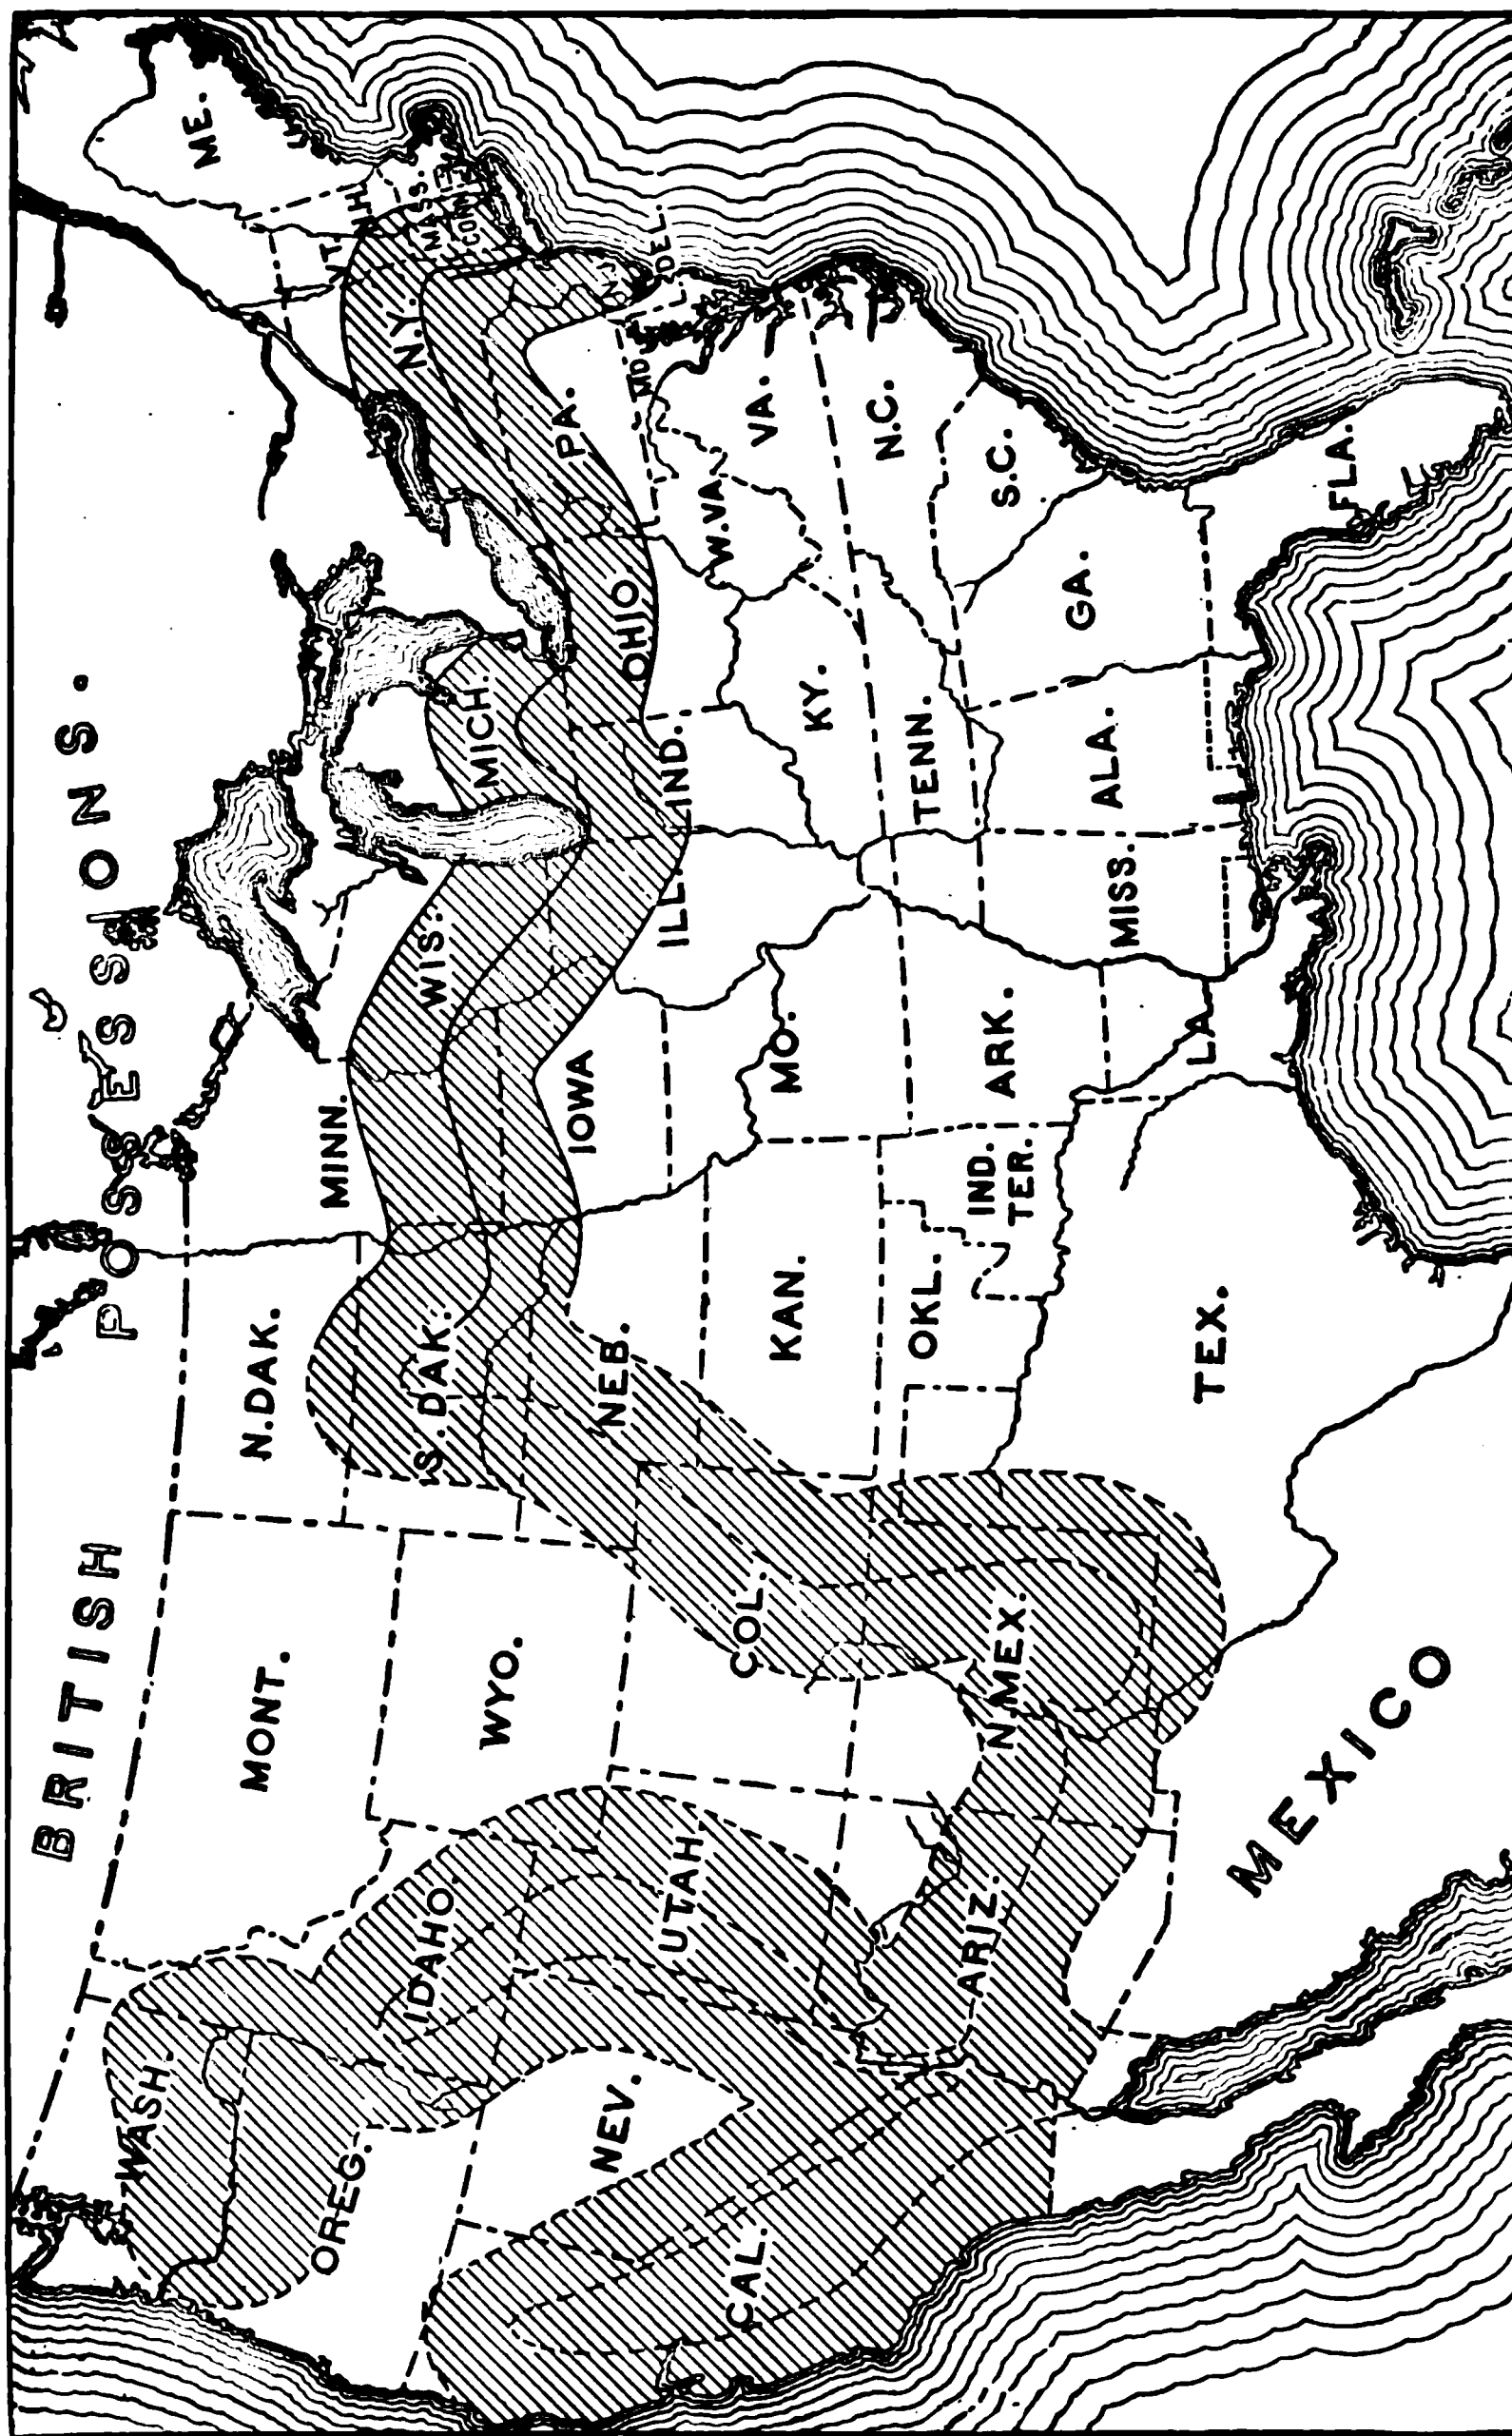 BRITISH POSSESSIONS.
WASH.
OREG.
CAL.
NEV.
IDAHO.
UTAH
ARIZ.
MONT.
WYO.
COL.
N.MEX.
N.DAK.
S.DAK.
NEB.
KAN.
OKL.
IND.
TER.
TEX.
MINN.
IOWA
MO.
ARK.
LA.
WIS.
ILL.
MICH.
IND.
OHIO
KY.
TENN.
MISS.
ALA.
GA.
FLA.
S.C.
N.C.
VA.
W.VA.
MD.
DEL.
PA.
N.J.
N.Y.
CONN.
MASS.
VT.
N.H.
ME.
MEXICO